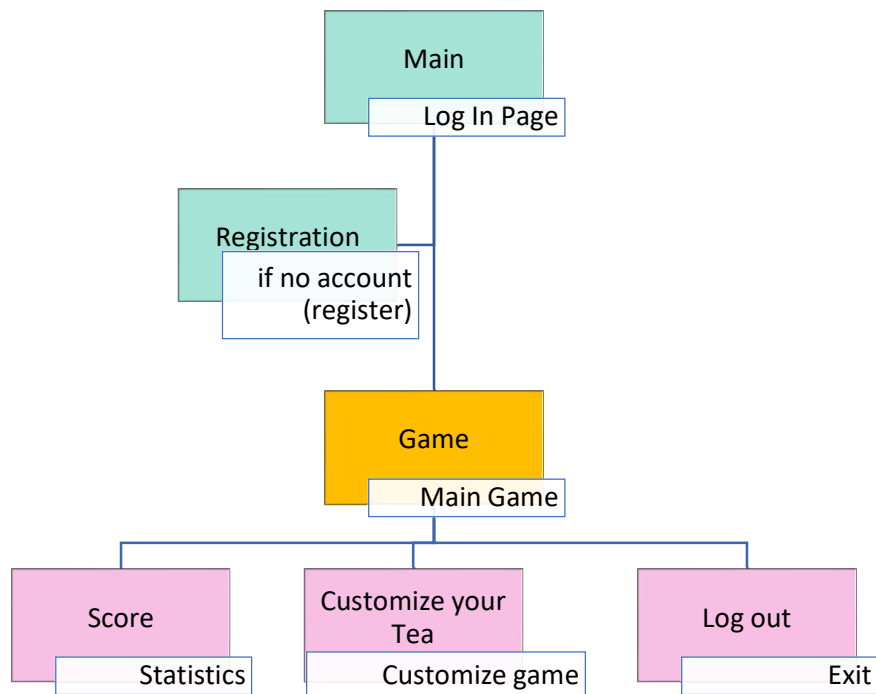 Main
Log In Page
Registration
if no account
(register)
Game
Main Game
Score
Statistics
Customize your
Tea
Customize game
Log out
Exit